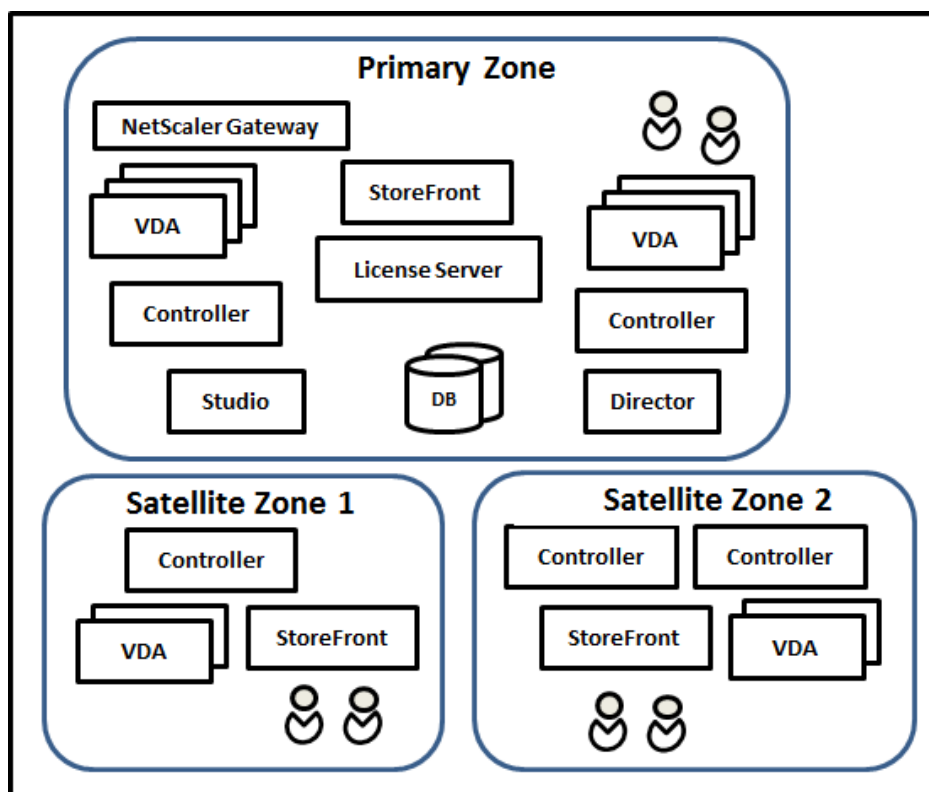 Primary Zone
NetScaler Gateway
StoreFront
VDA
VDA
License Server
Controller
Controller
Studio
DB
Director
Satellite Zone 1
Controller
VDA
StoreFront
Satellite Zone 2
Controller
Controller
StoreFront
VDA